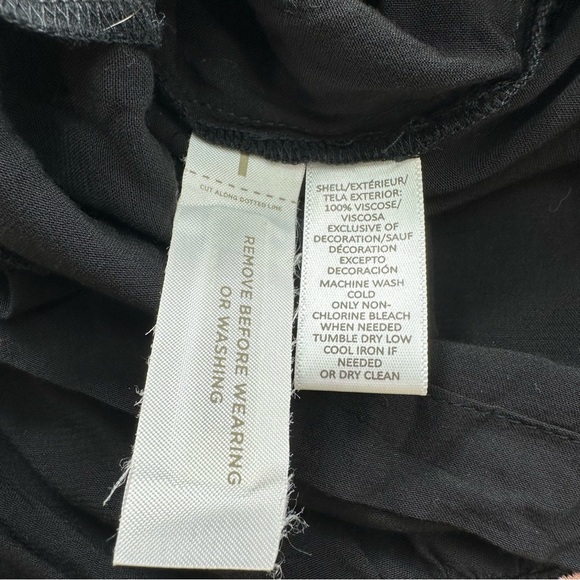 CUT ALONG DOTTED LINE
REMOVE BEFORE WEARING
OR WASHING
SHELL/EXTÉRIEUR/
TELA EXTERIOR:
100% VISCOSE/
VISCOSA
EXCLUSIVE OF
DECORATION/SAUF
DÉCORATION
EXCEPTO
DECORACIÓN
MACHINE WASH
COLD
ONLY NON-
CHLORINE BLEACH
WHEN NEEDED
TUMBLE DRY LOW
COOL IRON IF
NEEDED
OR DRY CLEAN